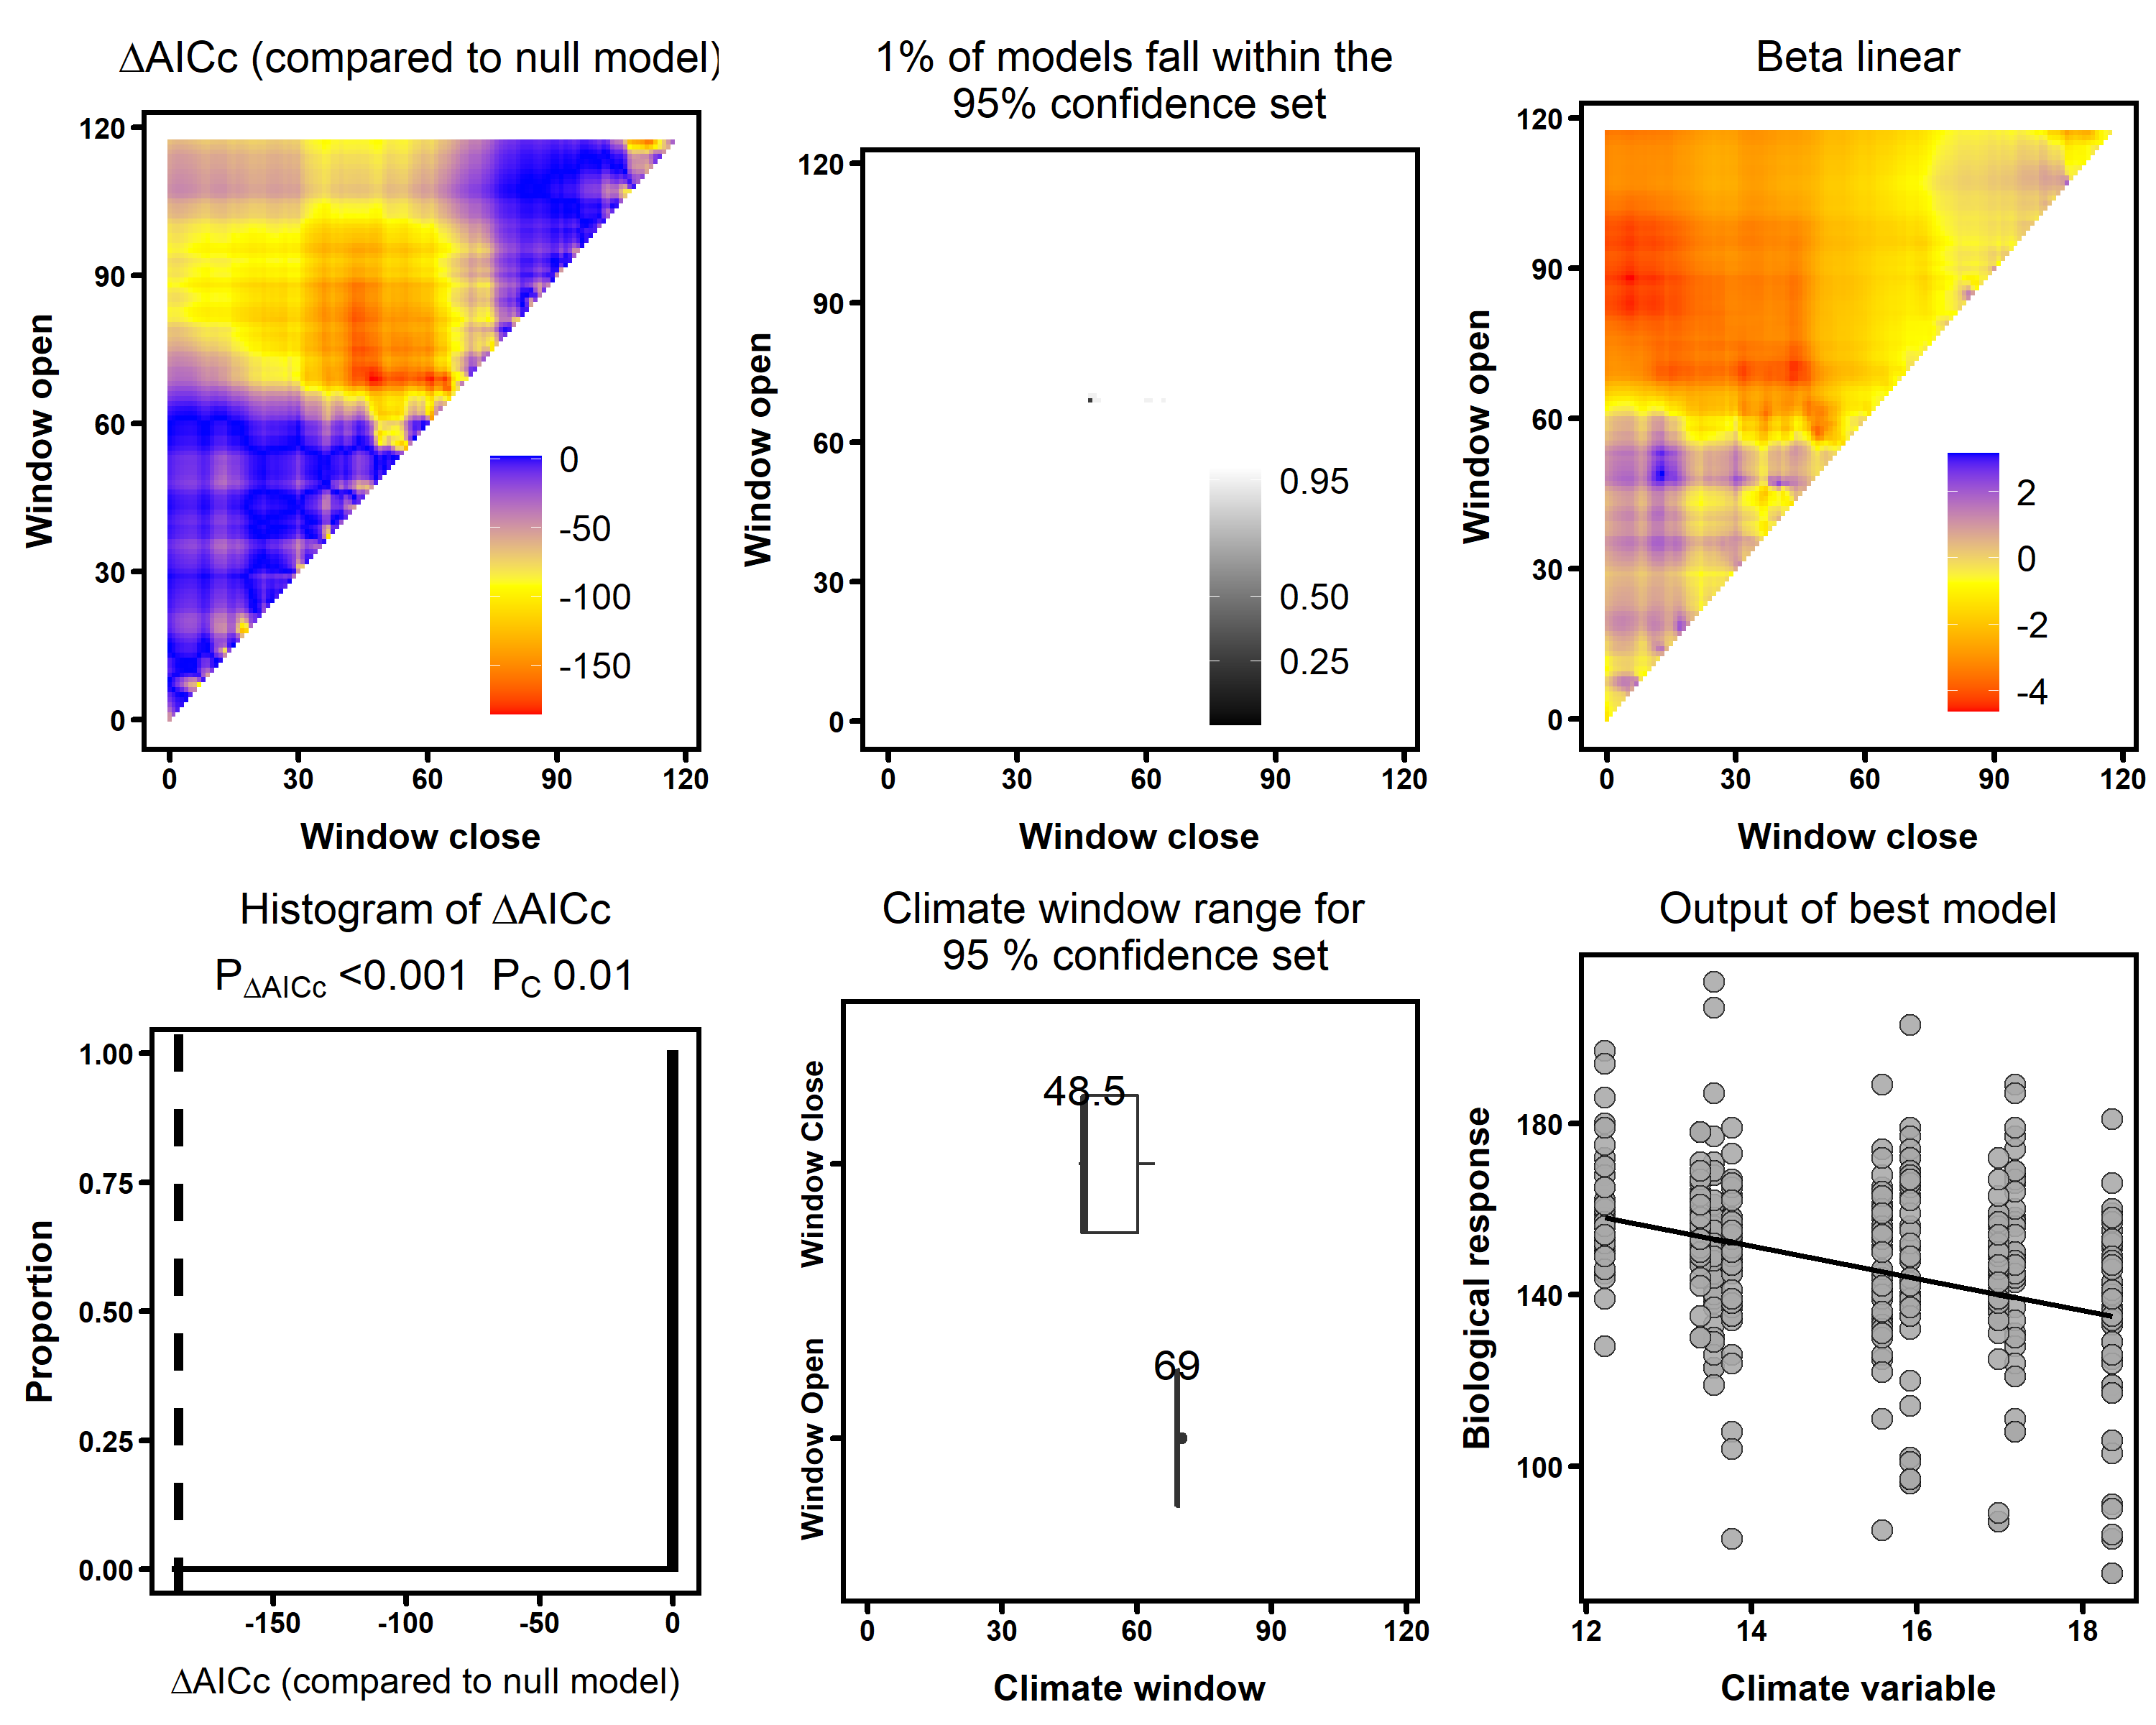 ΔAICc (compared to null model)
120
90
60
30
0
Window open
0
-50
-100
-150
0 30 60 90 120
Window close
1% of models fall within the
95% confidence set
120
90
60
30
0
Window open
0.95
0.50
0.25
0 30 60 90 120
Window close
Beta linear
120
90
60
30
0
Window open
2
0
-2
-4
0 30 60 90 120
Window close
Histogram of ΔAICc
PΔAICc <0.001 PC 0.01
1.00
0.75
0.50
0.25
0.00
Proportion
-150 -100 -50 0
ΔAICc (compared to null model)
Climate window range for
95 % confidence set
Window Close
48.5
Window Open
69
0 30 60 90 120
Climate window
Output of best model
180
140
100
Biological response
12 14 16 18
Climate variable